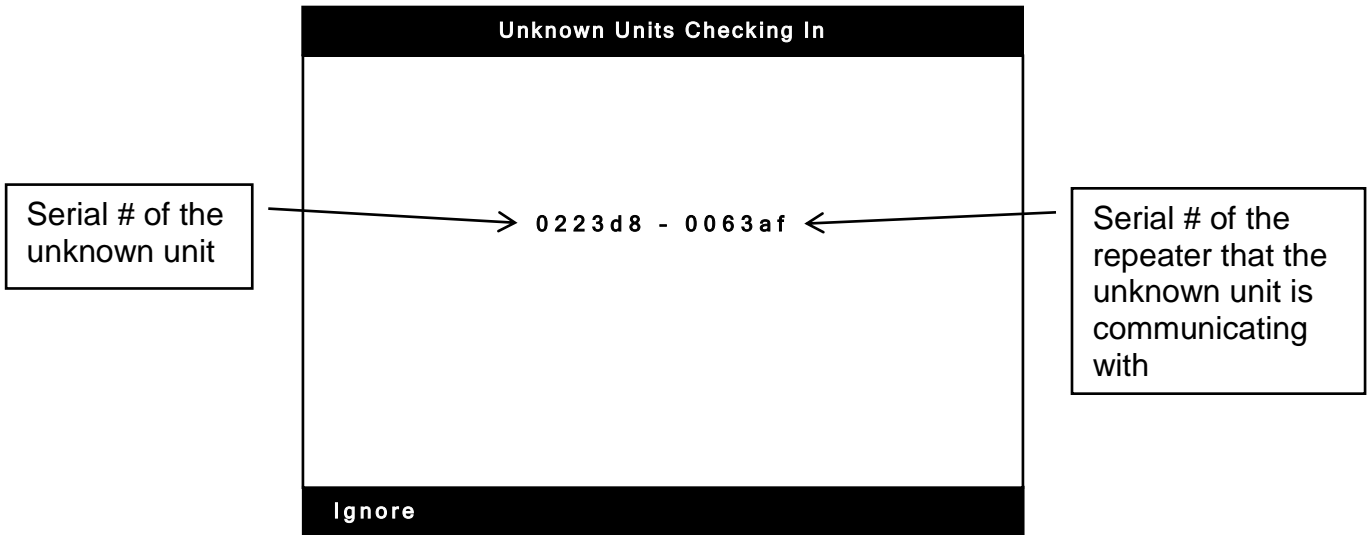 Unknown Units Checking In
Serial # of the
unknown unit
0223d8 - 0063af
Serial # of the
repeater that the
unknown unit is
communicating
with
Ignore